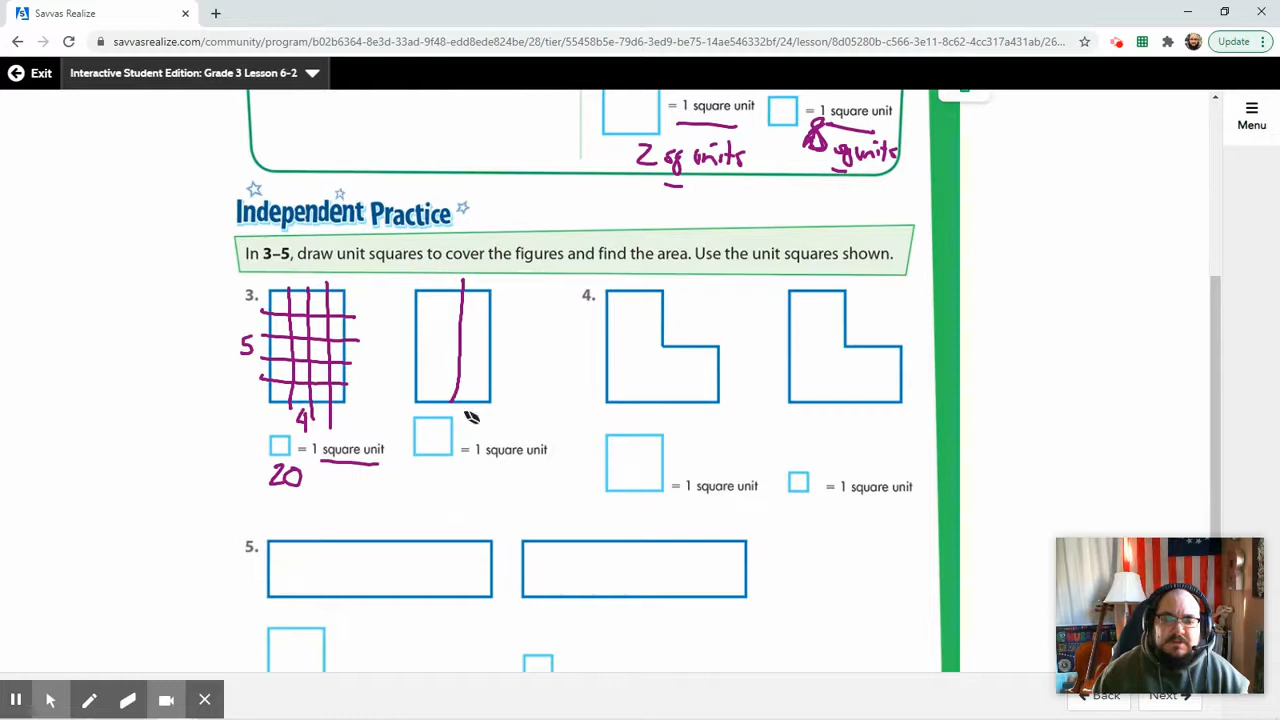 Savvas Realize
savvasrealize.com/community/program/b02b6364-8e3d-33ad-9f48-edd8ede824be/28/tier/55458b5e-79d6-3ed9-be75-14ae546332bf/24/lesson/8d05280b-c566-3e11-8c62-4cc317a431ab/26...
Update
Exit
Interactive Student Edition: Grade 3 Lesson 6-2
Menu
= 1 square unit
= 1 square unit
2 sq units
8 sq units
Independent Practice
In 3–5, draw unit squares to cover the figures and find the area. Use the unit squares shown.
3.
4.
5
4
= 1 square unit
= 1 square unit
20
= 1 square unit
= 1 square unit
5.
Back
Next